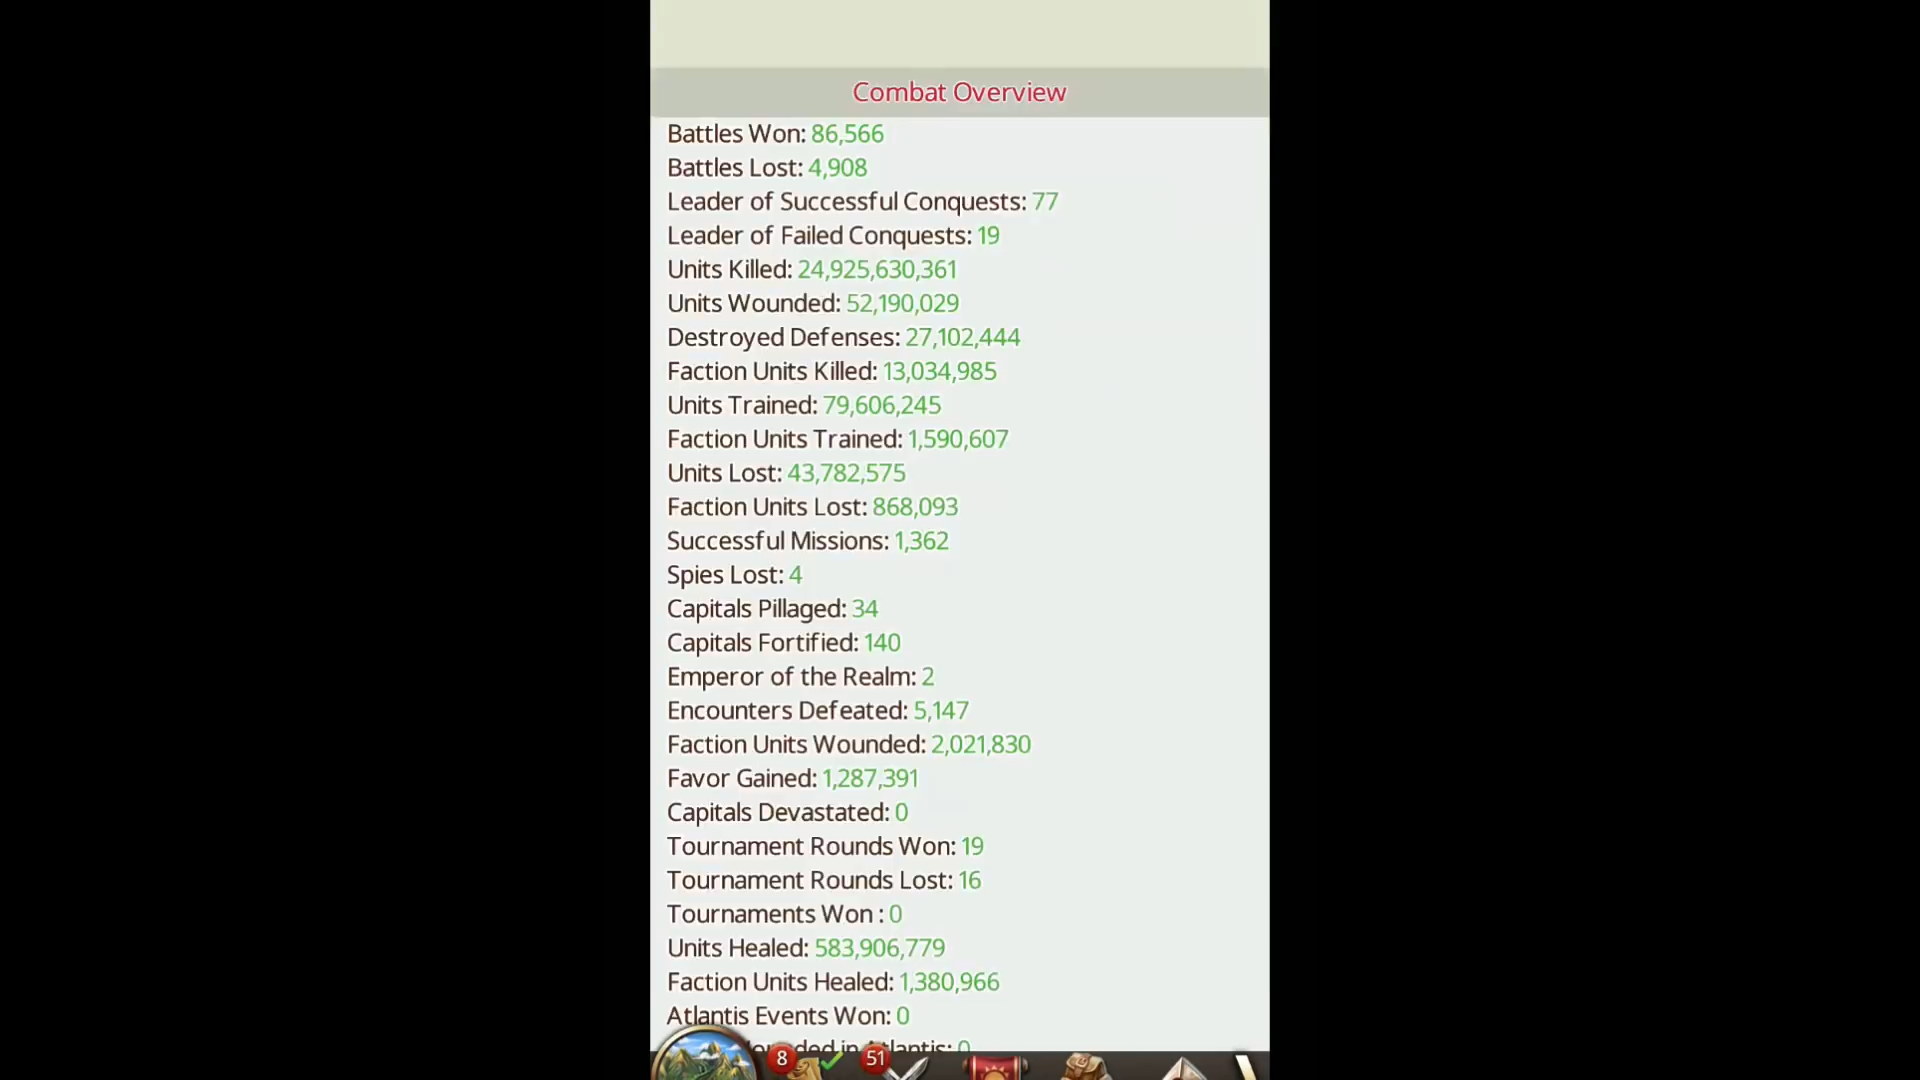 Combat Overview
Battles Won: 86,566
Battles Lost: 4,908
Leader of Successful Conquests: 77
Leader of Failed Conquests: 19
Units Killed: 24,925,630,361
Units Wounded: 52,190,029
Destroyed Defenses: 27,102,444
Faction Units Killed: 13,034,985
Units Trained: 79,606,245
Faction Units Trained: 1,590,607
Units Lost: 43,782,575
Faction Units Lost: 868,093
Successful Missions: 1,362
Spies Lost: 4
Capitals Pillaged: 34
Capitals Fortified: 140
Emperor of the Realm: 2
Encounters Defeated: 5,147
Faction Units Wounded: 2,021,830
Favor Gained: 1,287,391
Capitals Devastated: 0
Tournament Rounds Won: 19
Tournament Rounds Lost: 16
Tournaments Won : 0
Units Healed: 583,906,779
Faction Units Healed: 1,380,966
Atlantis Events Won: 0
in Atlantis: 0
8 51